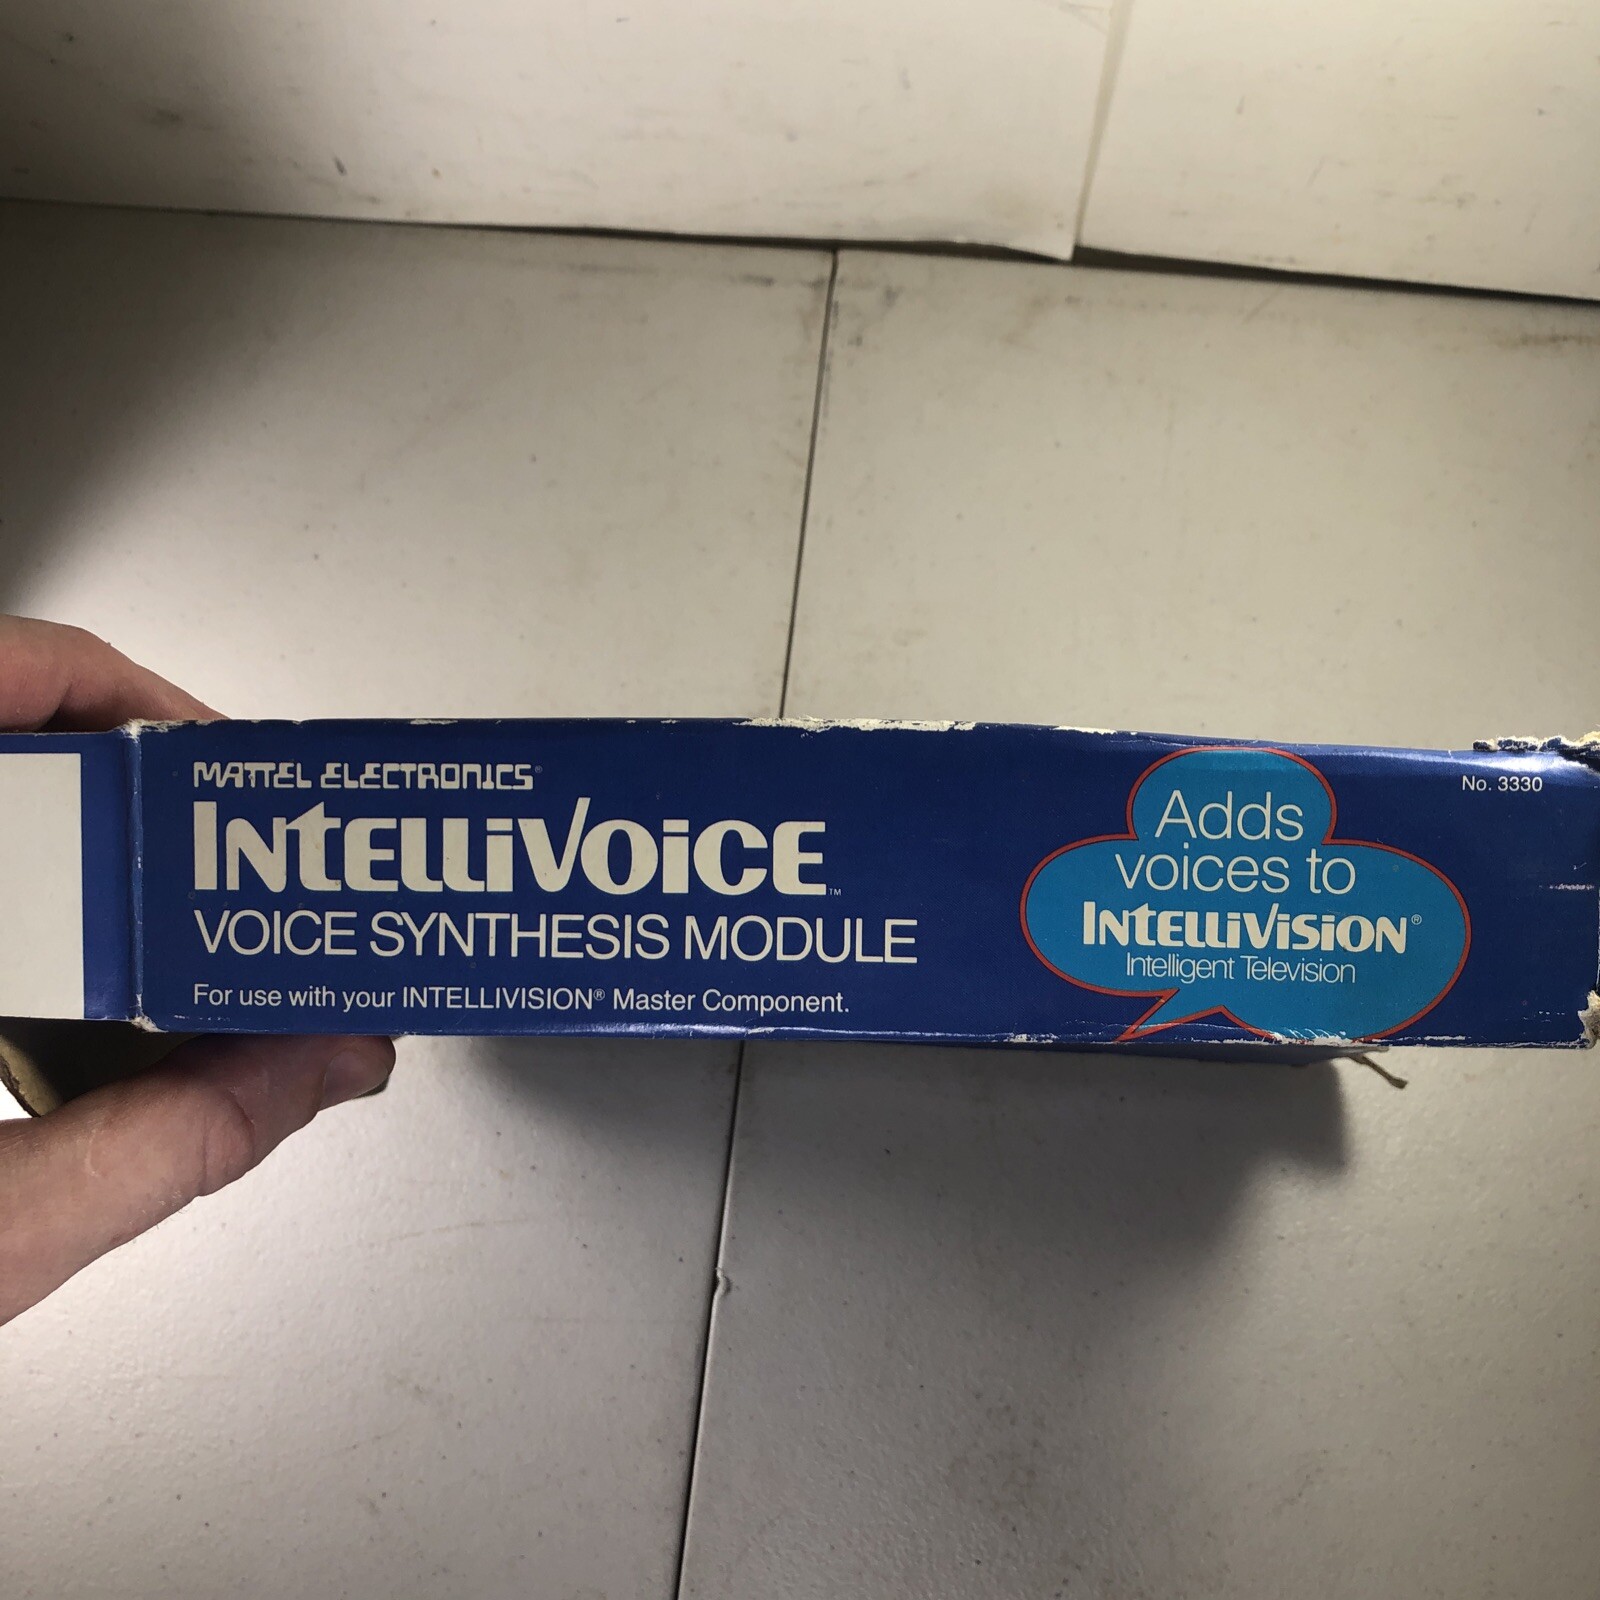 MATTEL ELECTRONICS®
INTELLIVOICE™
VOICE SYNTHESIS MODULE
For use with your INTELLIVISION® Master Component.
Adds
voices to
INTELLIVISION®
Intelligent Television
No. 3330